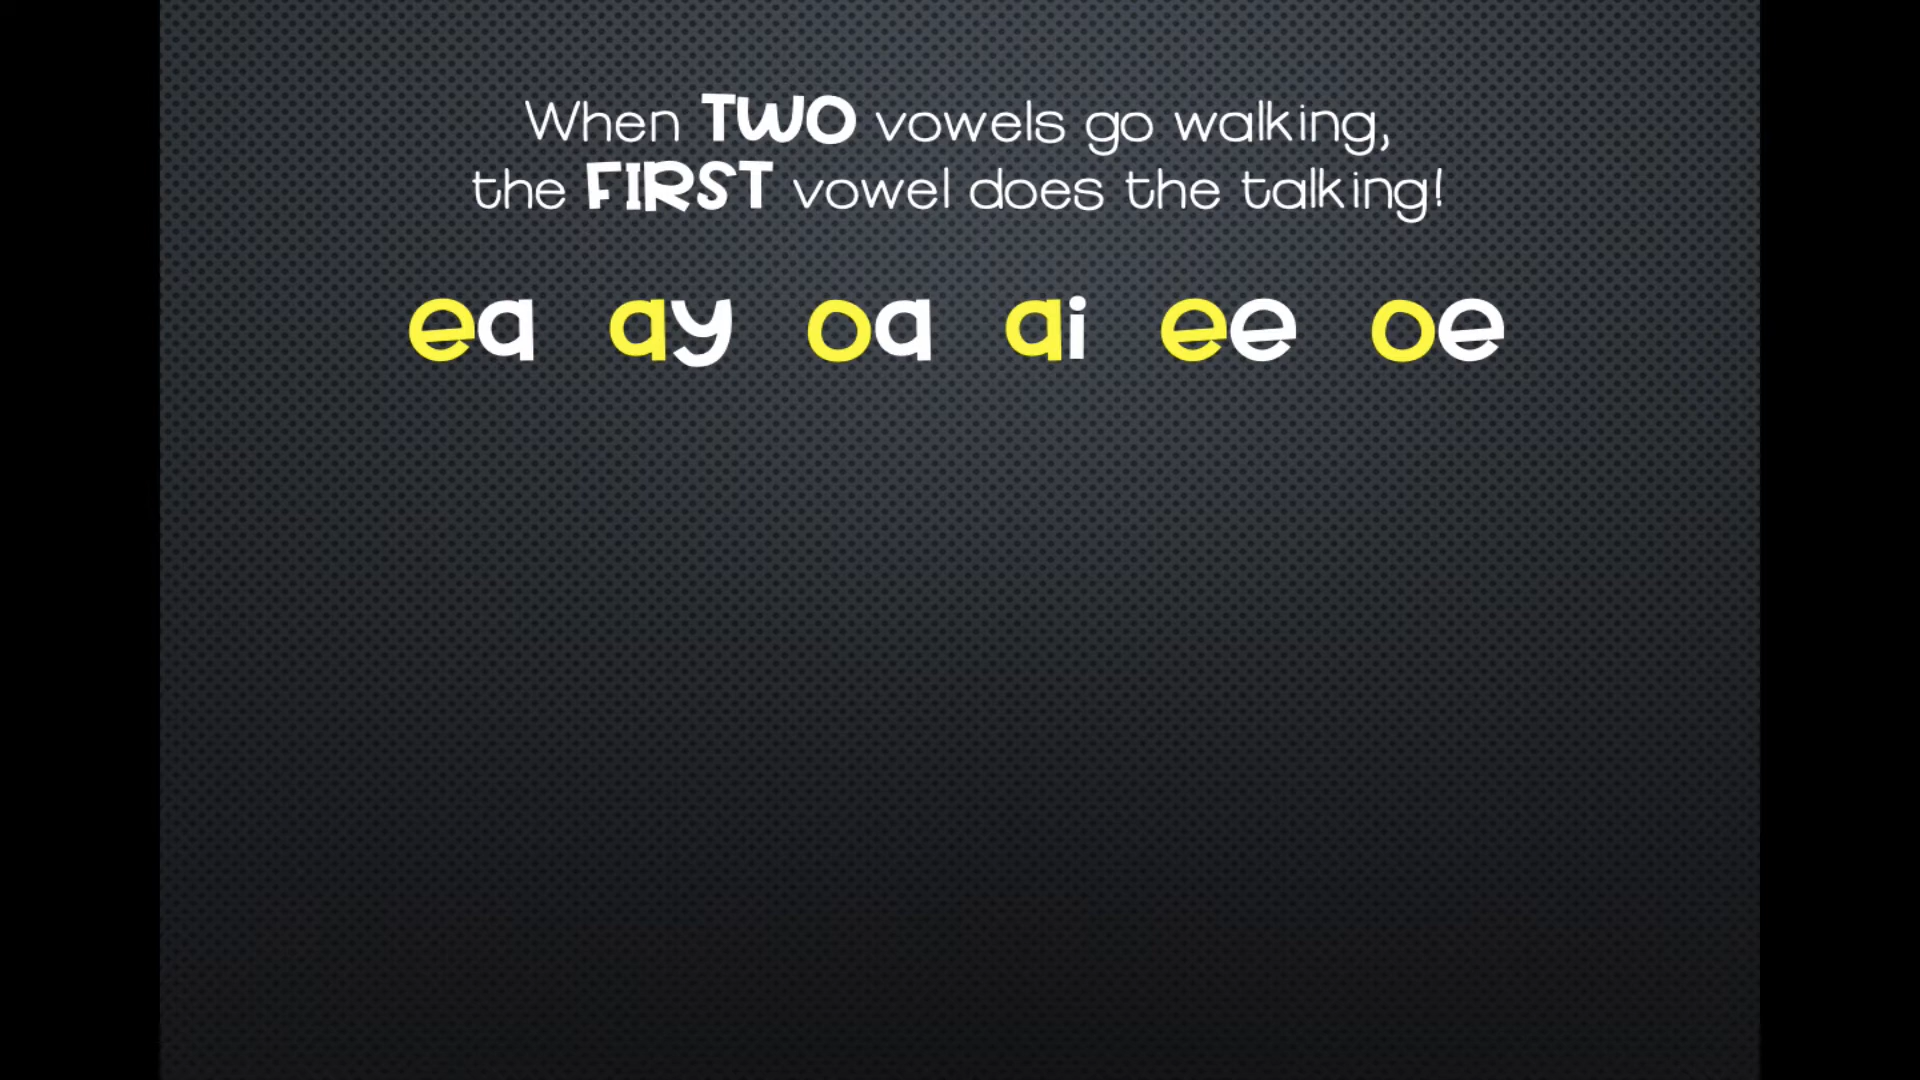 When TWO vowels go walking,
the FIRST vowel does the talking!
ea ay oa ai ee oe